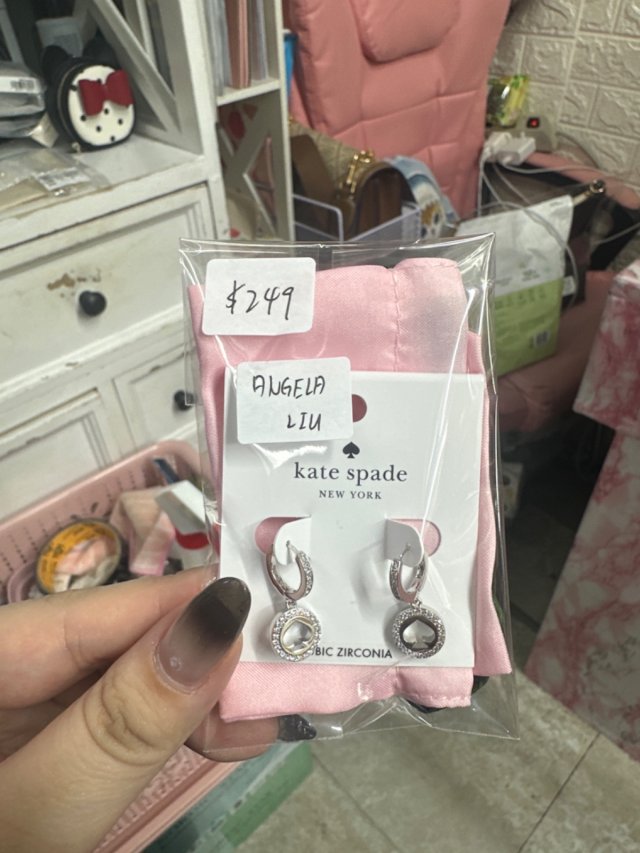 $249
ANGELA
LIU
kate spade
NEW YORK
BIC ZIRCONIA